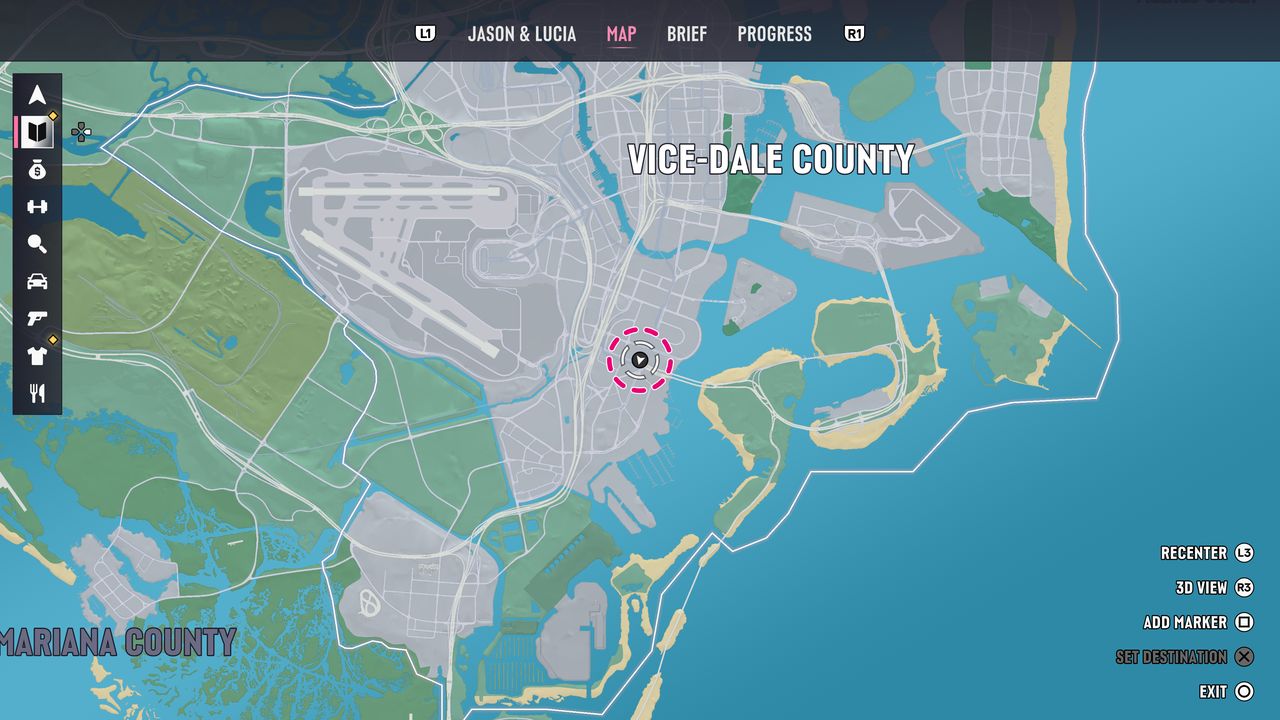 L1 JASON & LUCIA MAP BRIEF PROGRESS R1
VICE-DALE COUNTY
MARIANA COUNTY
RECENTER L3
3D VIEW R3
ADD MARKER
SET DESTINATION
EXIT